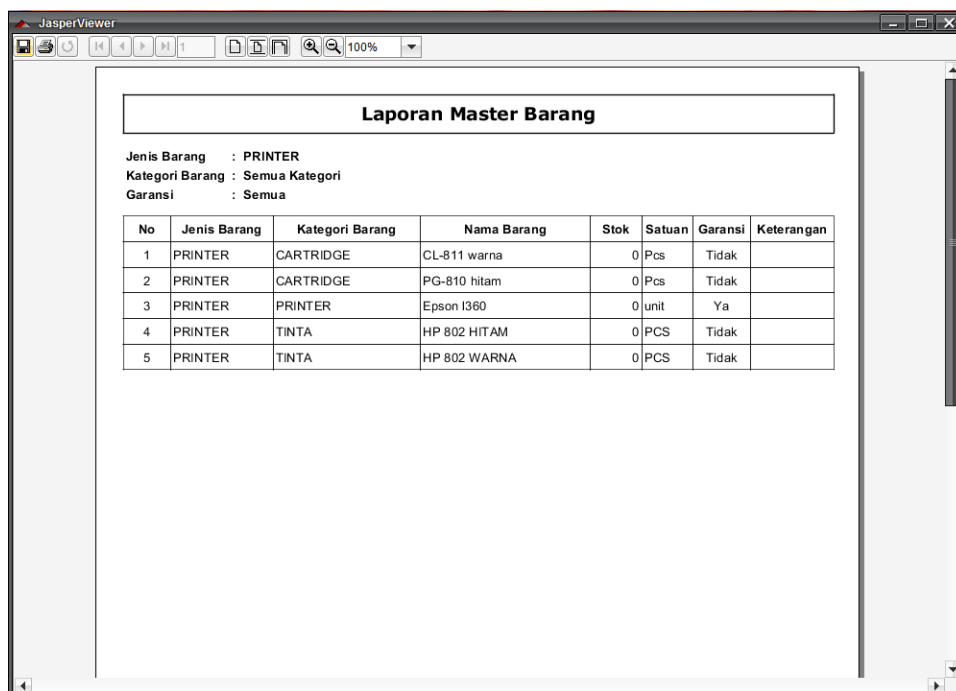 JasperViewer
1 100%
Laporan Master Barang
Jenis Barang : PRINTER
Kategori Barang : Semua Kategori
Garansi : Semua
No Jenis Barang Kategori Barang Nama Barang Stok Satuan Garansi Keterangan
1 PRINTER CARTRIDGE CL-811 warna 0 Pcs Tidak
2 PRINTER CARTRIDGE PG-810 hitam 0 Pcs Tidak
3 PRINTER PRINTER Epson l360 0 unit Ya
4 PRINTER TINTA HP 802 HITAM 0 PCS Tidak
5 PRINTER TINTA HP 802 WARNA 0 PCS Tidak